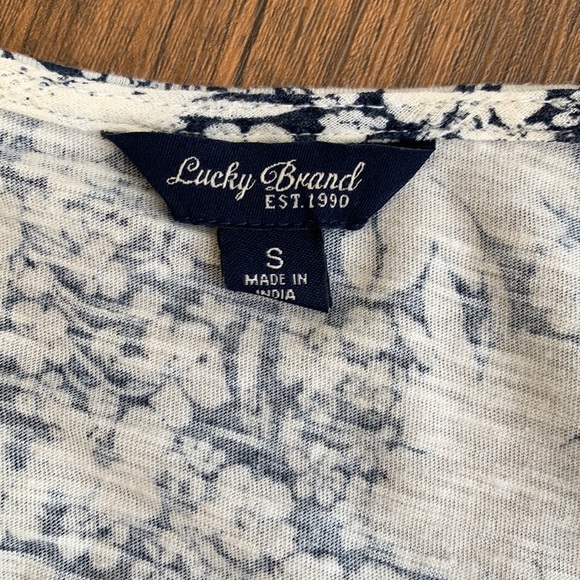 Lucky Brand
EST. 1990
S
MADE IN
INDIA